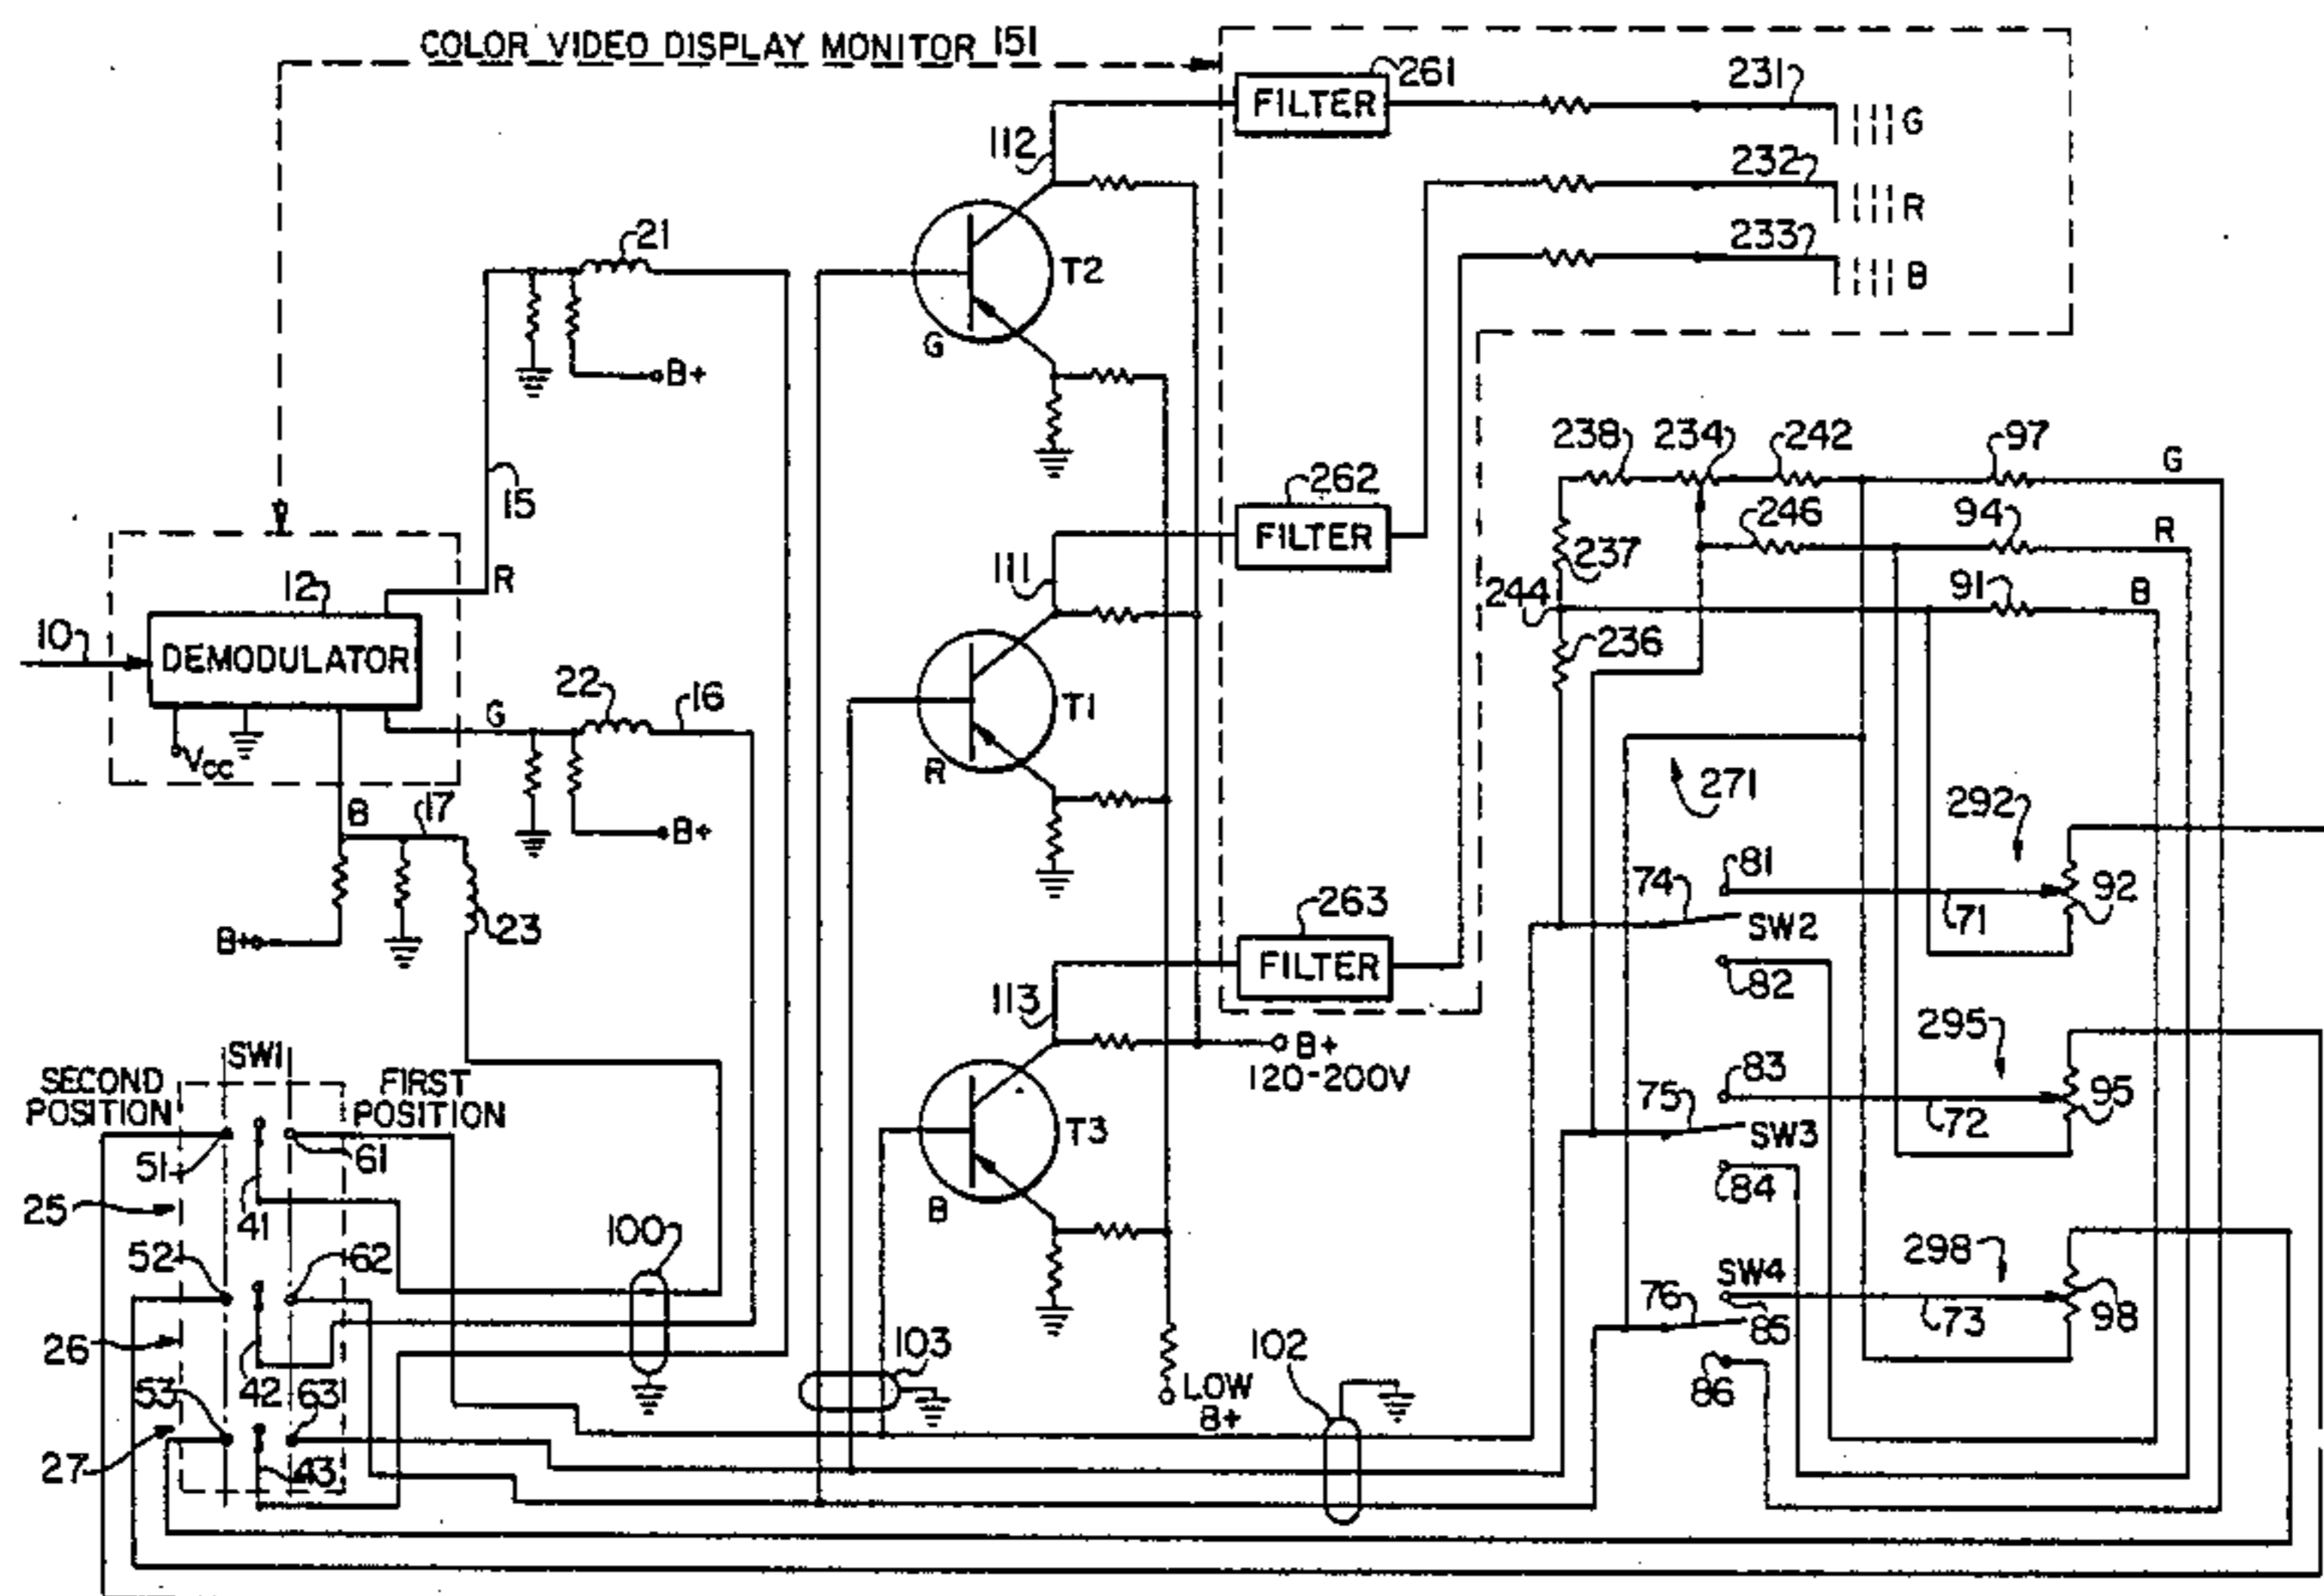 COLOR VIDEO DISPLAY MONITOR 151
FILTER
261
231
G
112
232
R
233
B
21
T2
G
B+
15
238
234
242
97
G
262
FILTER
246
94
R
12
R
111
237
244
91
B
10
DEMODULATOR
236
22
16
G
T1
VCC
R
271
B
17
B+
292
81
74
92
71
23
SW2
263
B+
FILTER
82
113
295
SW1
B+
120-200V
83
SECOND
POSITION
FIRST
POSITION
75
95
T3
72
SW3
51
61
84
25
41
B
100
298
52
62
SW4
76
73
98
85
26
103
102
42
LOW
B+
86
53
63
27
43